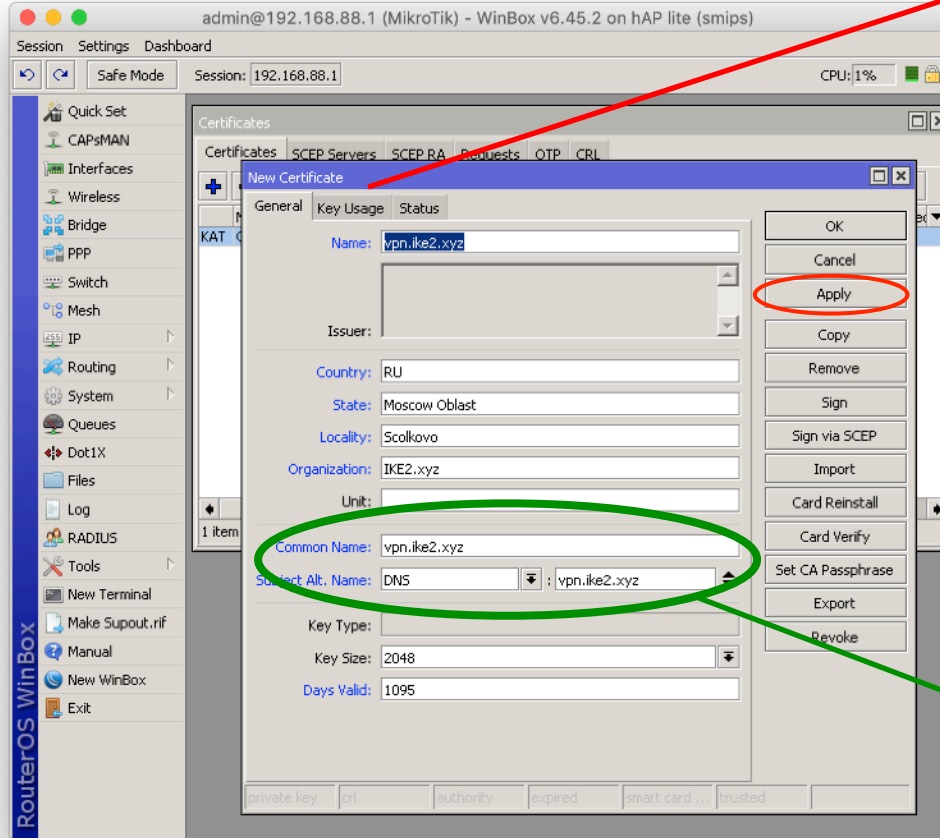 admin@192.168.88.1 (MikroTik) - WinBox v6.45.2 on hAP lite (smips)
Session Settings Dashboard
Safe Mode Session: 192.168.88.1 CPU: 1%
Quick Set
CAPsMAN
Interfaces
Wireless
Bridge
PPP
Switch
Mesh
IP
Routing
System
Queues
Dot1X
Files
Log
RADIUS
Tools
New Terminal
Make Supout.rif
Manual
New WinBox
Exit
RouterOS WinBox
Certificates
Certificates SCEP Servers SCEP RA Requests OTP CRL
KAT
1 item
New Certificate
General Key Usage Status
Name: vpn.ike2.xyz
Issuer:
Country: RU
State: Moscow Oblast
Locality: Scolkovo
Organization: IKE2.xyz
Unit:
Common Name: vpn.ike2.xyz
Subject Alt. Name: DNS : vpn.ike2.xyz
Key Type:
Key Size: 2048
Days Valid: 1095
OK
Cancel
Apply
Copy
Remove
Sign
Sign via SCEP
Import
Card Reinstall
Card Verify
Set CA Passphrase
Export
Revoke
private key crl authority expired smart card ... trusted